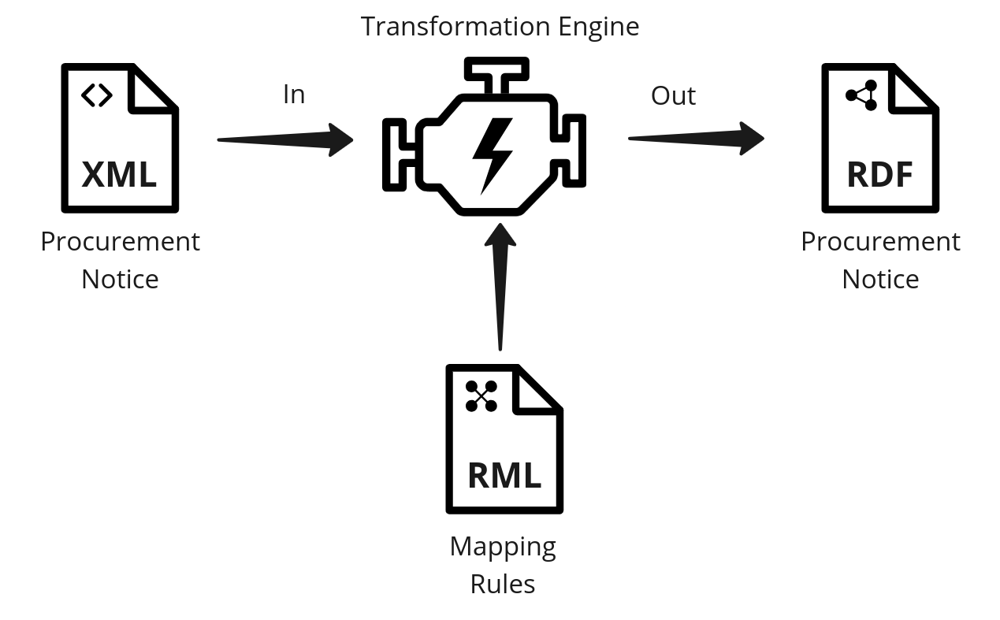 Transformation Engine
In
Out
XML
RDF
Procurement
Notice
Procurement
Notice
RML
Mapping
Rules